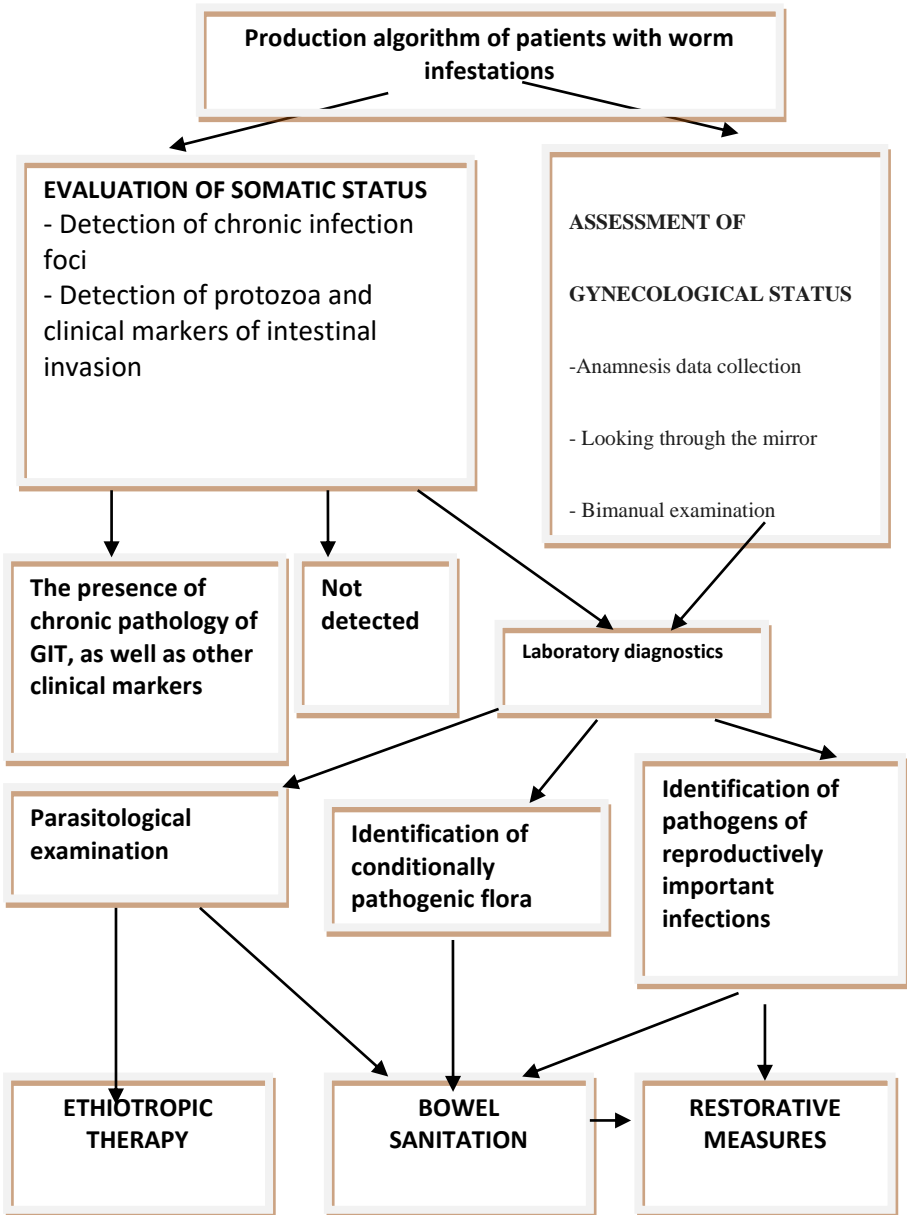 Production algorithm of patients with worm
infestations
EVALUATION OF SOMATIC STATUS
- Detection of chronic infection
foci
- Detection of protozoa and
clinical markers of intestinal
invasion
ASSESSMENT OF
GYNECOLOGICAL STATUS
-Anamnesis data collection
- Looking through the mirror
- Bimanual examination
The presence of
chronic pathology of
GIT, as well as other
clinical markers
Not
detected
Laboratory diagnostics
Parasitological
examination
Identification of
conditionally
pathogenic flora
Identification of
pathogens of
reproductively
important
infections
ETHIOTROPIC
THERAPY
BOWEL
SANITATION
RESTORATIVE
MEASURES